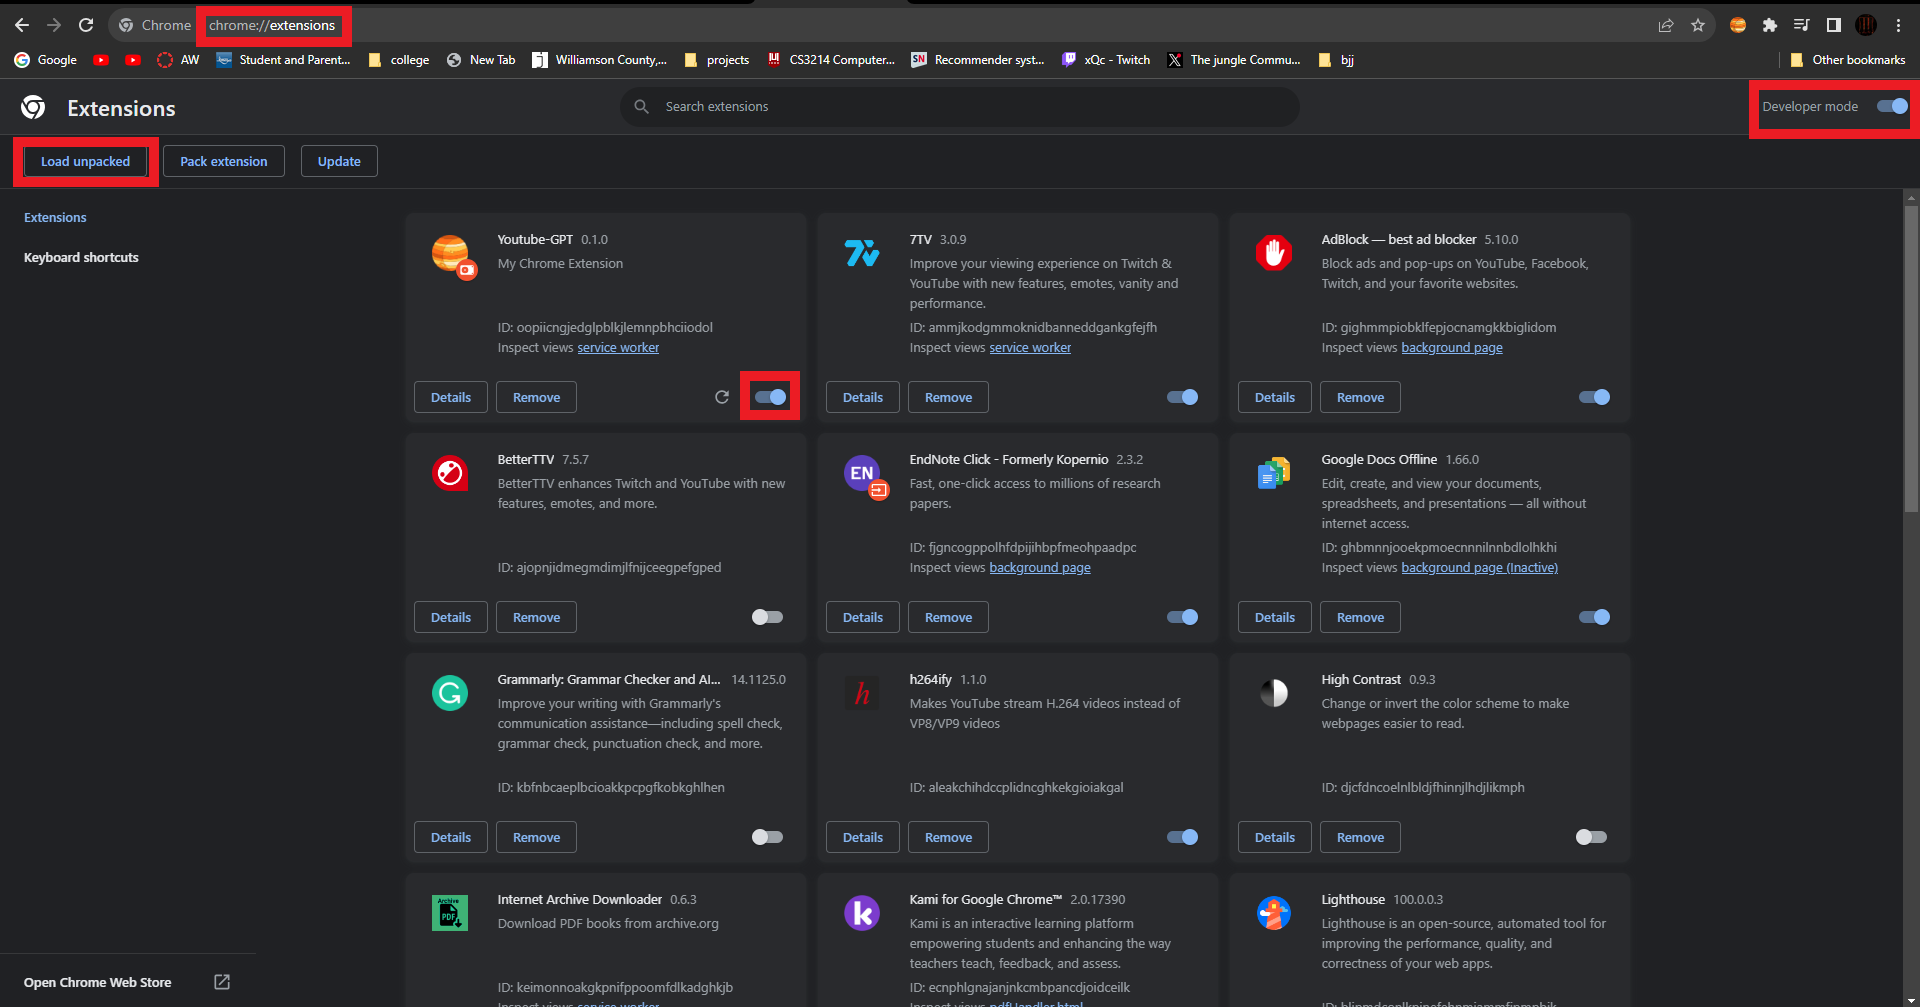 Chrome chrome://extensions
Google AW Student and Parent... college New Tab Williamson County,... projects CS3214 Computer... SN Recommender syst... xQc - Twitch The jungle Commu... bjj Other bookmarks
Extensions Search extensions Developer mode
Load unpacked Pack extension Update
Extensions
Keyboard shortcuts
Youtube-GPT 0.1.0
My Chrome Extension
ID: oopiicngjedglpblkjlemnpbhciiodol
Inspect views service worker
Details Remove
7TV 3.0.9
Improve your viewing experience on Twitch &
YouTube with new features, emotes, vanity and
performance.
ID: ammjkodgmmoknidbanneddgankgfejfh
Inspect views service worker
Details Remove
AdBlock — best ad blocker 5.10.0
Block ads and pop-ups on YouTube, Facebook,
Twitch, and your favorite websites.
ID: gighmmpiobklfepjocnamgkkbiglidom
Inspect views background page
Details Remove
BetterTTV 7.5.7
BetterTTV enhances Twitch and YouTube with new
features, emotes, and more.
ID: ajopnjidmegmdimjlfnijceegpefgped
Details Remove
EN
EndNote Click - Formerly Kopernio 2.3.2
Fast, one-click access to millions of research
papers.
ID: fjgncogppolhfdpijihbpfmeohpaadpc
Inspect views background page
Details Remove
Google Docs Offline 1.66.0
Edit, create, and view your documents,
spreadsheets, and presentations — all without
internet access.
ID: ghbmnnjooekpmoecnnnilnnbdlolhkhi
Inspect views background page (Inactive)
Details Remove
Grammarly: Grammar Checker and AI... 14.1125.0
Improve your writing with Grammarly's
communication assistance—including spell check,
grammar check, punctuation check, and more.
ID: kbfnbcaeplbcioakkpcpgfkobkghlhen
Details Remove
h
h264ify 1.1.0
Makes YouTube stream H.264 videos instead of
VP8/VP9 videos
ID: aleakchihdccplidncghkekgioiakgal
Details Remove
High Contrast 0.9.3
Change or invert the color scheme to make
webpages easier to read.
ID: djcfdncoelnlbldjfhinnjlhdjlikmph
Details Remove
Archive
PDF
Internet Archive Downloader 0.6.3
Download PDF books from archive.org
ID: keimonnoakgkpnifppoomfdlkadghkjb
Inspect views service worker
k
Kami for Google Chrome™ 2.0.17390
Kami is an interactive learning platform
empowering students and enhancing the way
teachers teach, feedback, and assess.
ID: ecnphlgnajanjnkcmbpancdjoidceilk
Inspect views pdfHandler.html
Lighthouse 100.0.0.3
Lighthouse is an open-source, automated tool for
improving the performance, quality, and
correctness of your web apps.
Open Chrome Web Store